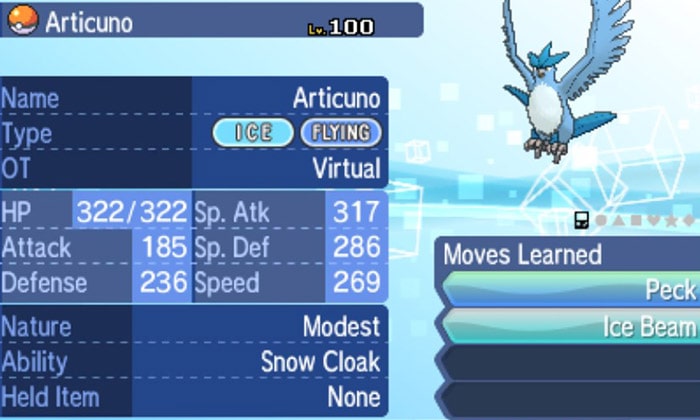 Articuno Lv.100
Name Articuno
Type ICE FLYING
OT Virtual
HP 322/322 Sp. Atk 317
Attack 185 Sp. Def 286
Defense 236 Speed 269
Nature Modest
Ability Snow Cloak
Held Item None
Moves Learned
Peck
Ice Beam